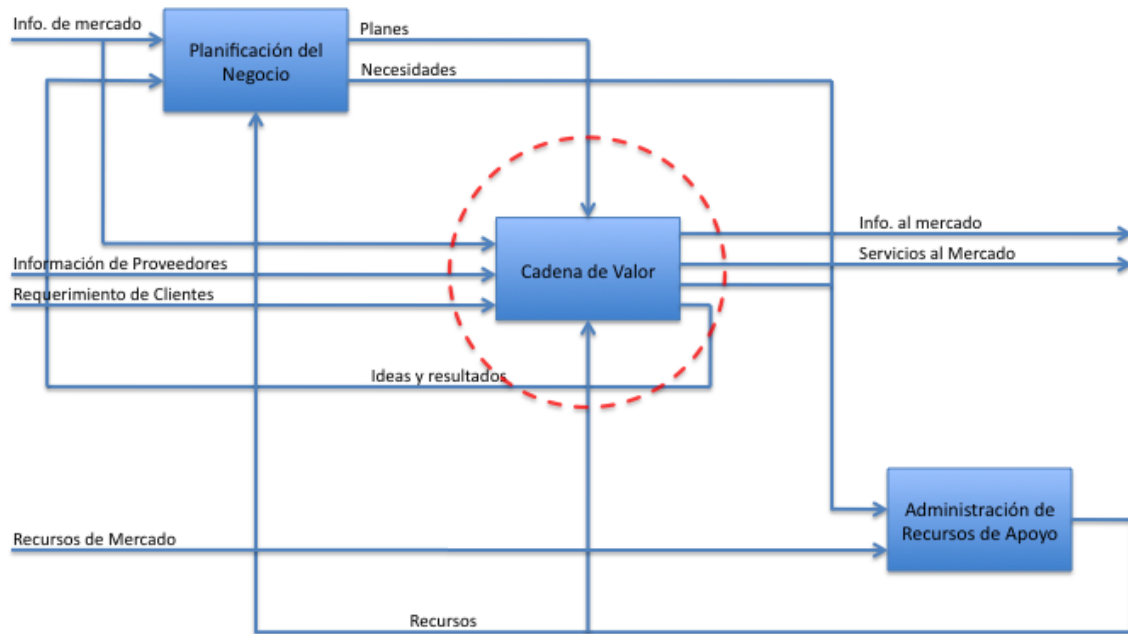 Info. de mercado
Planificación del
Negocio
Planes
Necesidades
Info. al mercado
Servicios al Mercado
Cadena de Valor
Información de Proveedores
Requerimiento de Clientes
Ideas y resultados
Administración de
Recursos de Apoyo
Recursos de Mercado
Recursos